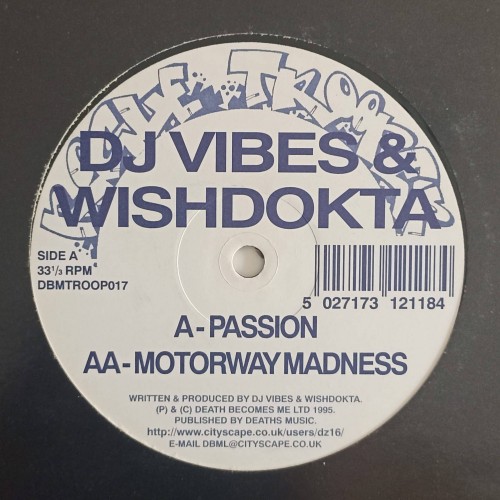 BASSLINE TROOPER
DJ VIBES &
WISHDOKTA
SIDE A
33⅓ RPM
DBMTROOP017
5 027173 121184
A - PASSION
AA - MOTORWAY MADNESS
WRITTEN & PRODUCED BY DJ VIBES & WISHDOKTA.
(P) & (C) DEATH BECOMES ME LTD 1995.
PUBLISHED BY DEATHS MUSIC.
http://www.cityscape.co.uk/users/dz16/
E-MAIL DBML@CITYSCAPE.CO.UK